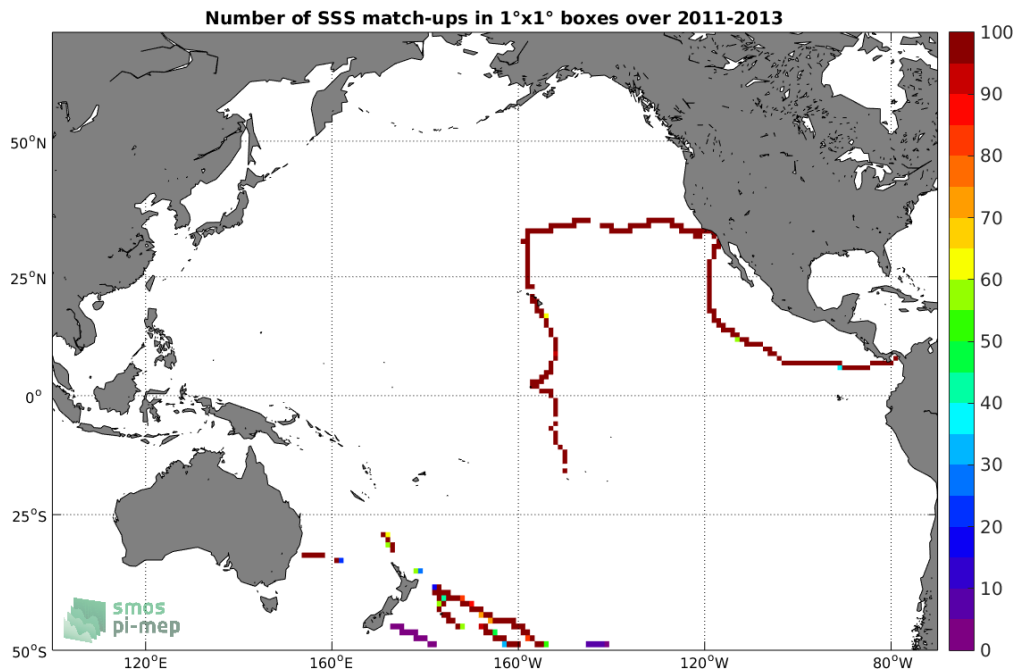 Number of SSS match-ups in 1°x1° boxes over 2011-2013
100
90
80
70
60
50
40
30
20
10
0
50°N
25°N
0°
25°S
50°S
120°E
160°E
160°W
120°W
80°W
smos
pi-mep